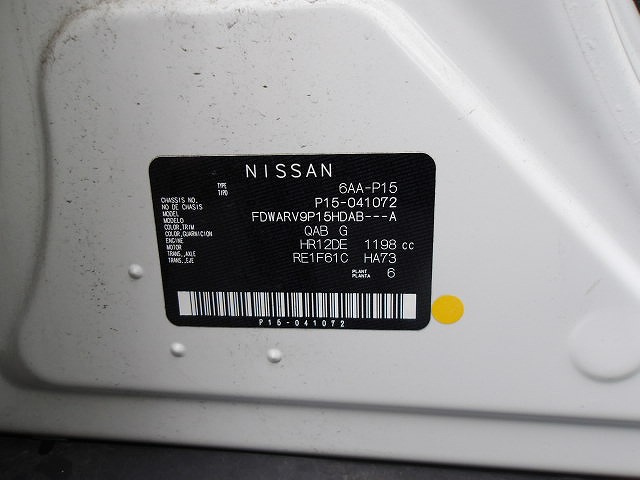 NISSAN
TYPE
TIPO 6AA-P15
CHASSIS NO.
NO DE CHASIS P15-041072
MODEL
MODELO FDWARV9P15HDAB---A
COLOR,TRIM
COLOR,GUARNICION QAB G
ENGINE
MOTOR HR12DE 1198 cc
TRANS.,AXLE
TRANS.,EJE RE1F61C HA73
PLANT
PLANTA 6
P15-041072